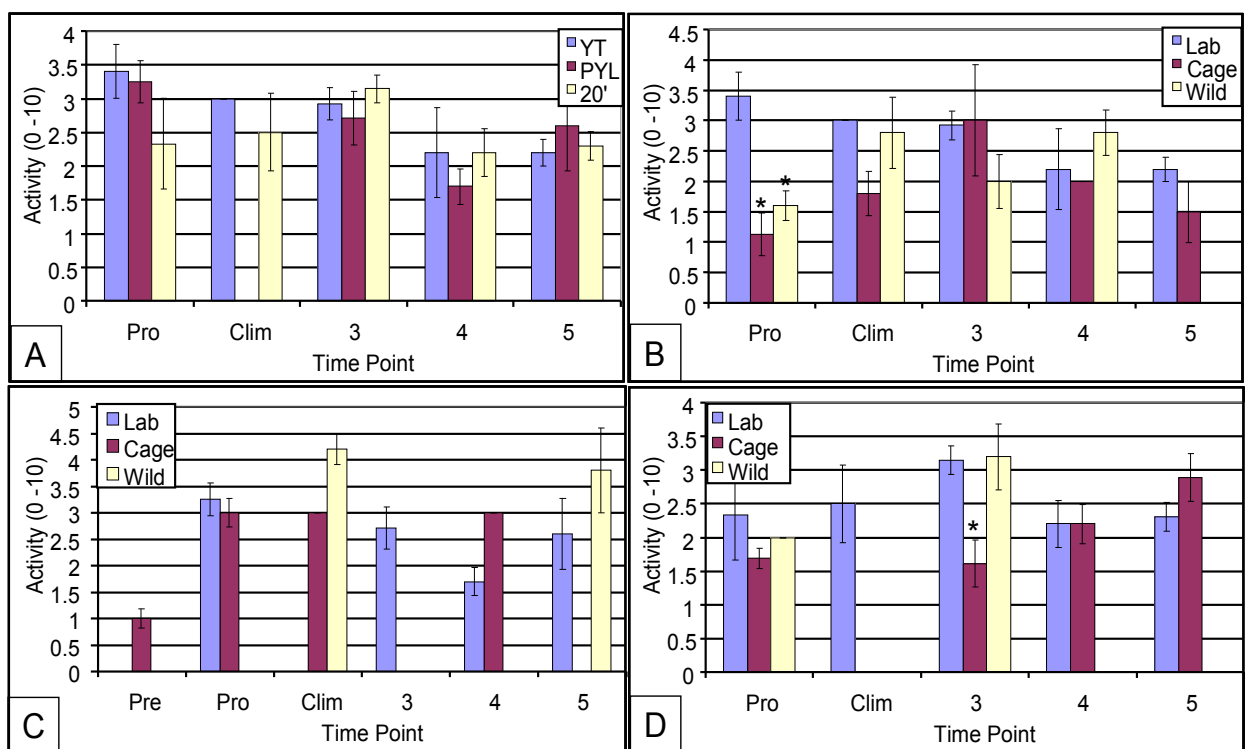 4
3.5
3
2.5
2
1.5
1
0.5
0
Activity (0 -10)
YT
PYL
20'
Pro Clim 3 4 5
Time Point
A
4.5
4
3.5
3
2.5
2
1.5
1
0.5
0
Activity (0 -10)
Lab
Cage
Wild
* *
Pro Clim 3 4 5
Time Point
B
5
4.5
4
3.5
3
2.5
2
1.5
1
0.5
0
Activity (0 -10)
Lab
Cage
Wild
Pre Pro Clim 3 4 5
Time Point
C
4
3.5
3
2.5
2
1.5
1
0.5
0
Activity (0 -10)
Lab
Cage
Wild
*
Pro Clim 3 4 5
Time Point
D